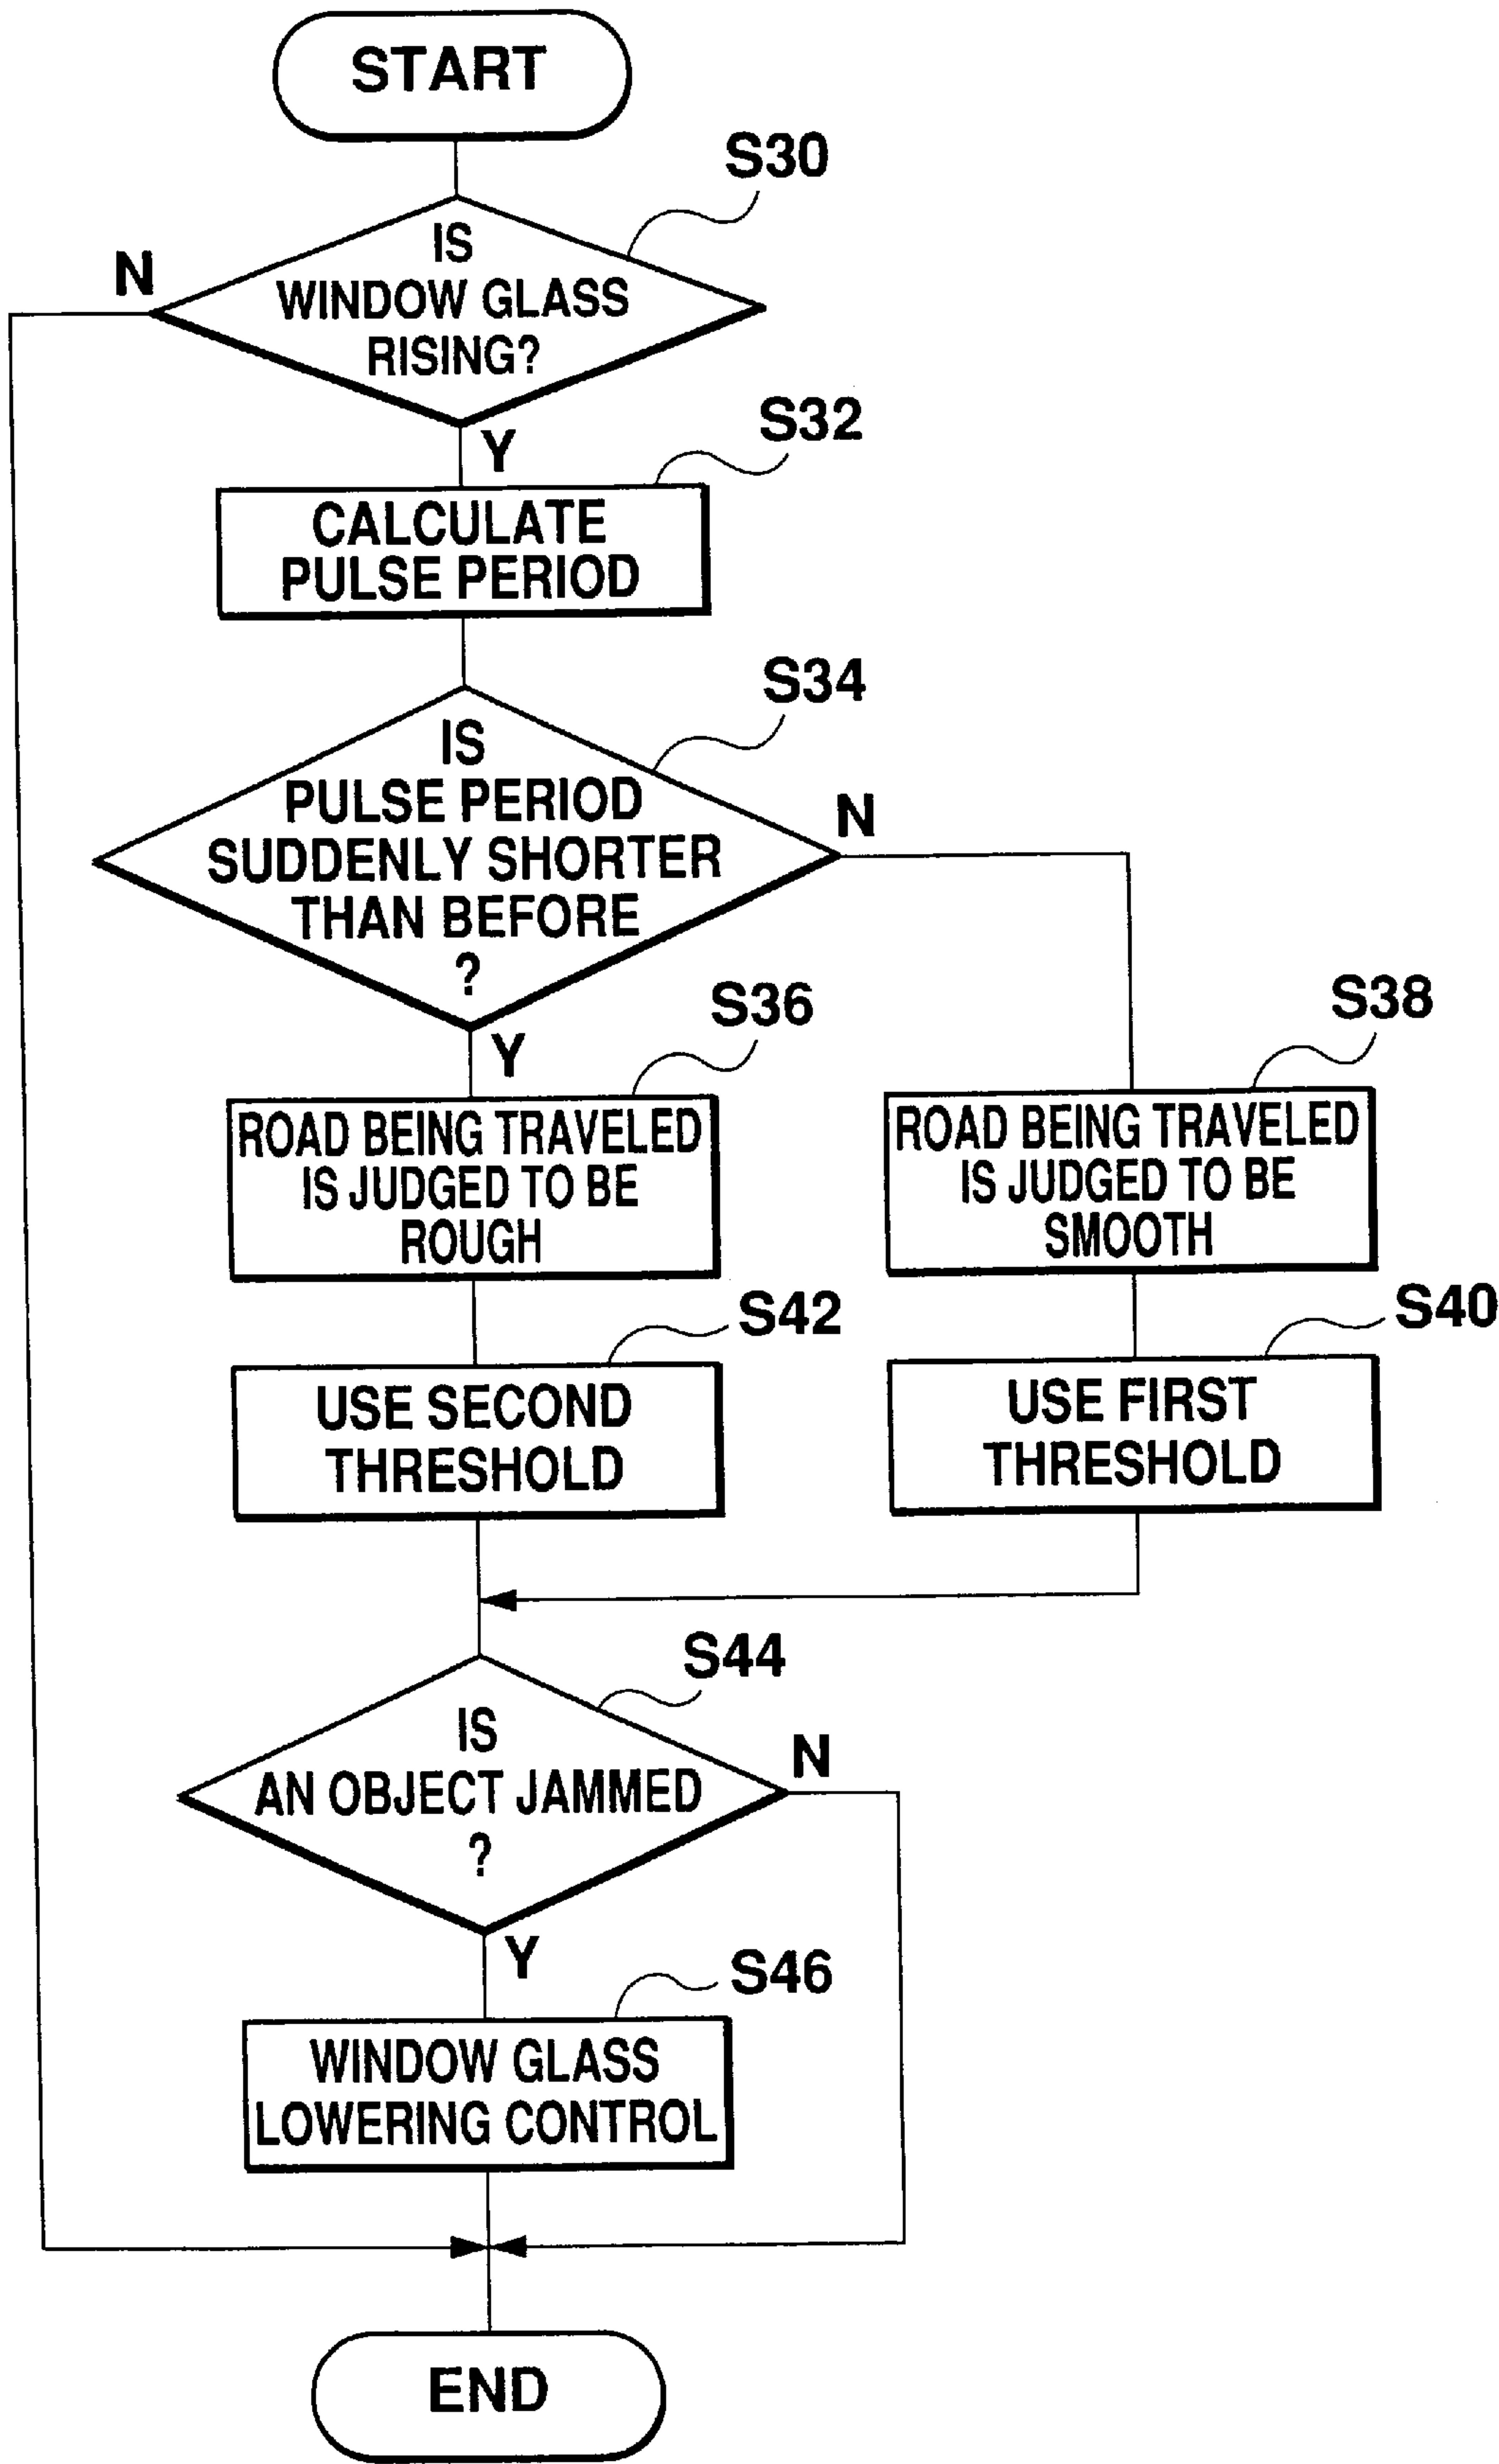 START
S30
IS
WINDOW GLASS
RISING?
N
Y
S32
CALCULATE
PULSE PERIOD
S34
IS
PULSE PERIOD
SUDDENLY SHORTER
THAN BEFORE
?
N
Y
S36
ROAD BEING TRAVELED
IS JUDGED TO BE
ROUGH
S38
ROAD BEING TRAVELED
IS JUDGED TO BE
SMOOTH
S42
USE SECOND
THRESHOLD
S40
USE FIRST
THRESHOLD
S44
IS
AN OBJECT JAMMED
?
N
Y
S46
WINDOW GLASS
LOWERING CONTROL
END